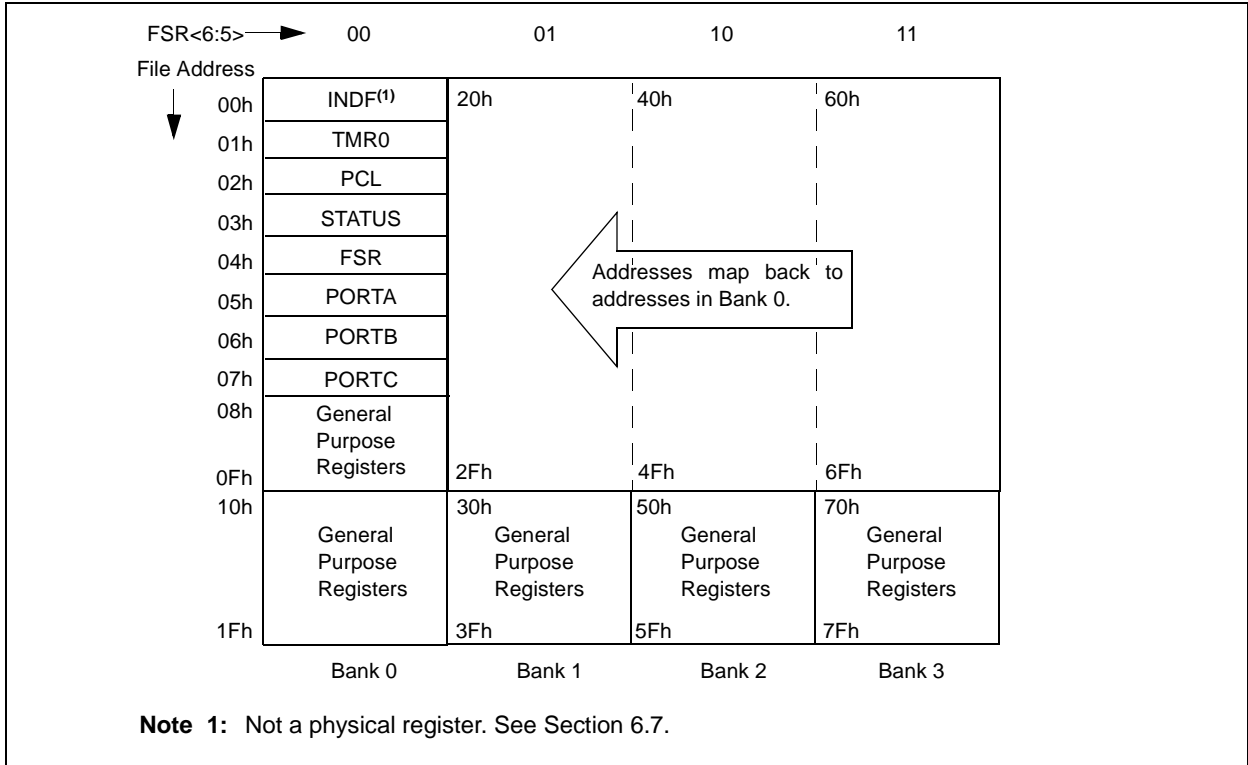 FSR<6:5> 00 01 10 11
File Address
00h INDF(1) 20h 40h 60h
01h TMR0
02h PCL
03h STATUS
04h FSR
05h PORTA
06h PORTB
07h PORTC
Addresses map back to
addresses in Bank 0.
08h General
Purpose
Registers
0Fh 2Fh 4Fh 6Fh
10h 30h 50h 70h
General General General General
Purpose Purpose Purpose Purpose
Registers Registers Registers Registers
1Fh 3Fh 5Fh 7Fh
Bank 0 Bank 1 Bank 2 Bank 3
Note 1: Not a physical register. See Section 6.7.